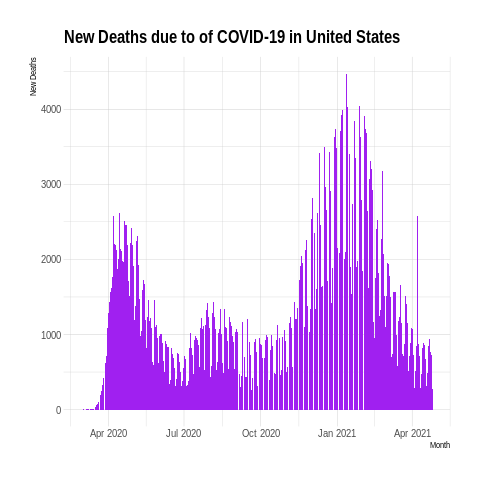 New Deaths due to of COVID-19 in United States
New Deaths
4000
3000
2000
1000
0
Apr 2020
Jul 2020
Oct 2020
Jan 2021
Apr 2021
Month